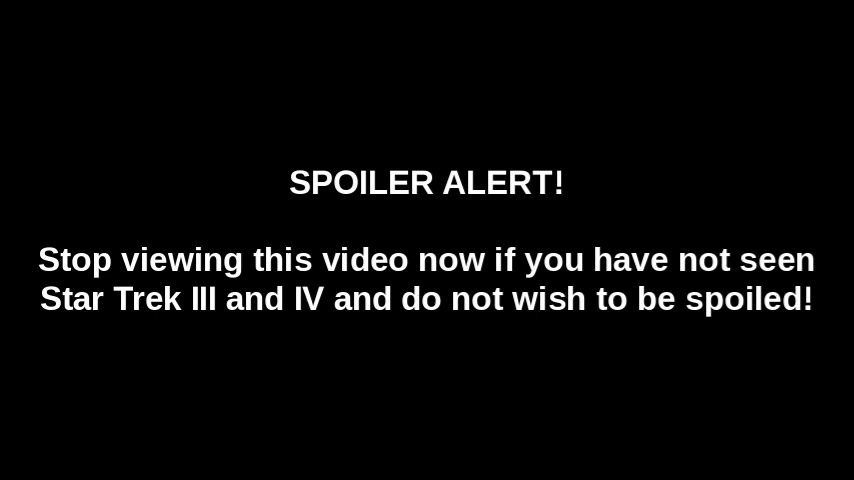 SPOILER ALERT!
Stop viewing this video now if you have not seen
Star Trek III and IV and do not wish to be spoiled!